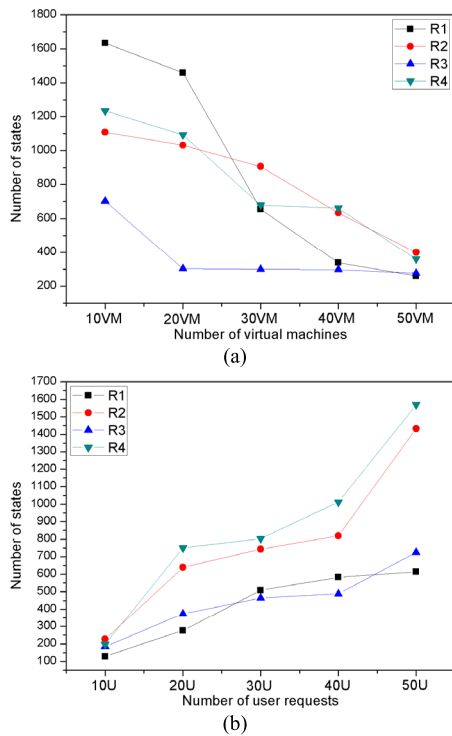 1800
1600
1400
1200
1000
800
600
400
200
Number of states
R1
R2
R3
R4
10VM 20VM 30VM 40VM 50VM
Number of virtual machines
(a)
1700
1600
1500
1400
1300
1200
1100
1000
900
800
700
600
500
400
300
200
100
Number of states
R1
R2
R3
R4
10U 20U 30U 40U 50U
Number of user requests
(b)